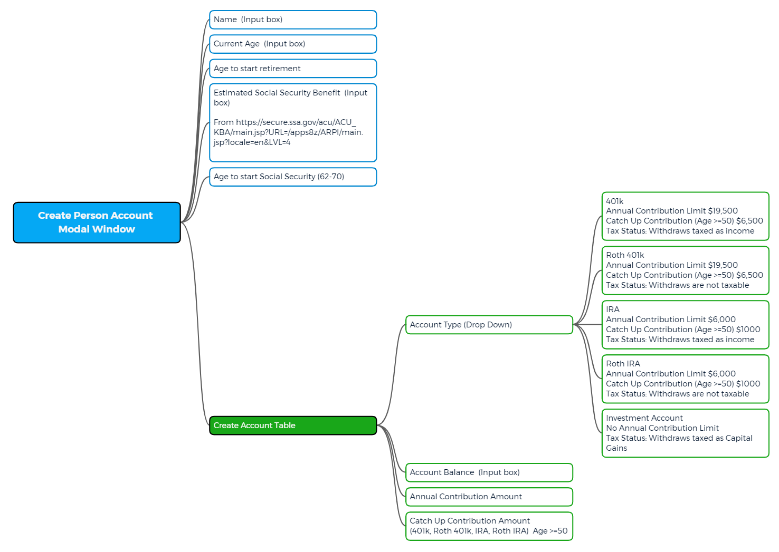 Name  (Input box)
Current Age  (Input box)
Age to start retirement
Estimated Social Security Benefit  (Input
box)
From https://secure.ssa.gov/acu/ACU_
KBA/main.jsp?URL=/apps8z/ARPI/main.
jsp?locale=en&LVL=4
Age to start Social Security (62-70)
Create Person Account
Modal Window
401k
Annual Contribution Limit $19,500
Catch Up Contribution (Age >=50) $6,500
Tax Status: Withdraws taxed as income
Roth 401k
Annual Contribution Limit $19,500
Catch Up Contribution (Age >=50) $6,500
Tax Status: Withdraws are not taxable
Account Type (Drop Down)
IRA
Annual Contribution Limit $6,000
Catch Up Contribution (Age >=50) $1000
Tax Status: Withdraws taxed as income
Roth IRA
Annual Contribution Limit $6,000
Catch Up Contribution (Age >=50) $1000
Tax Status: Withdraws are not taxable
Investment Account
No Annual Contribution Limit
Tax Status: Withdraws taxed as Capital
Gains
Create Account Table
Account Balance  (Input box)
Annual Contribution Amount
Catch Up Contribution Amount
(401k, Roth 401k, IRA, Roth IRA)  Age >=50